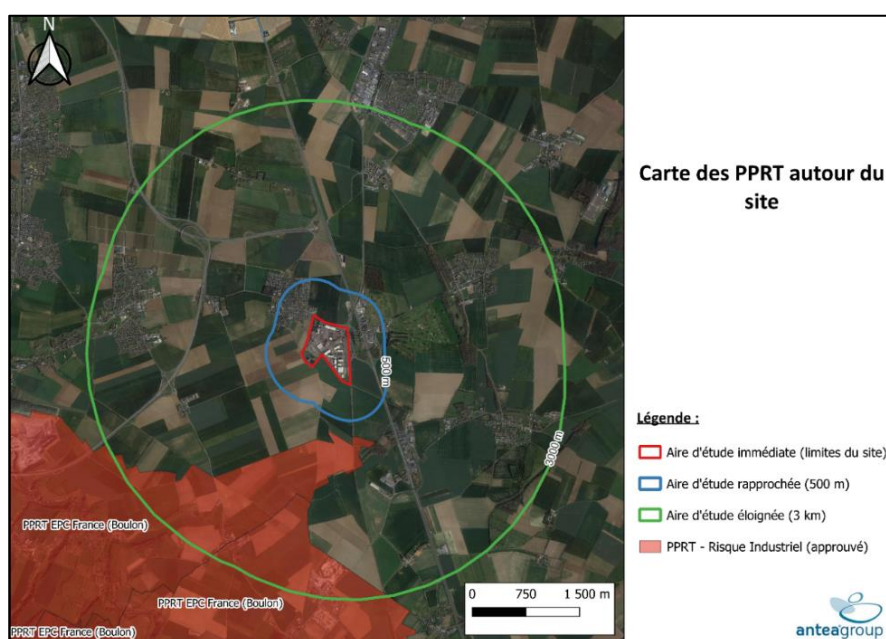 N
Carte des PPRT autour du
site
500 m
3000 m
PPRT EPC France (Boulon)
PPRT EPC France (Boulon)
PPRT EPC France (Boulon)
0 750 1 500 m
Légende :
Aire d'étude immédiate (limites du site)
Aire d'étude rapprochée (500 m)
Aire d'étude éloignée (3 km)
PPRT - Risque Industriel (approuvé)
anteagroup